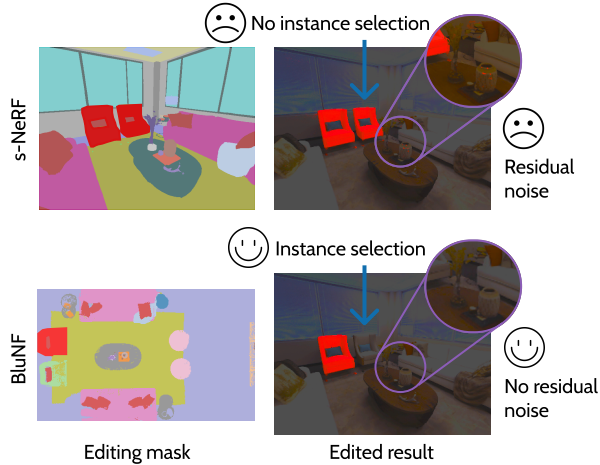 No instance selection
s-NeRF
Residual
noise
Instance selection
BluNF
No residual
noise
Editing mask
Edited result